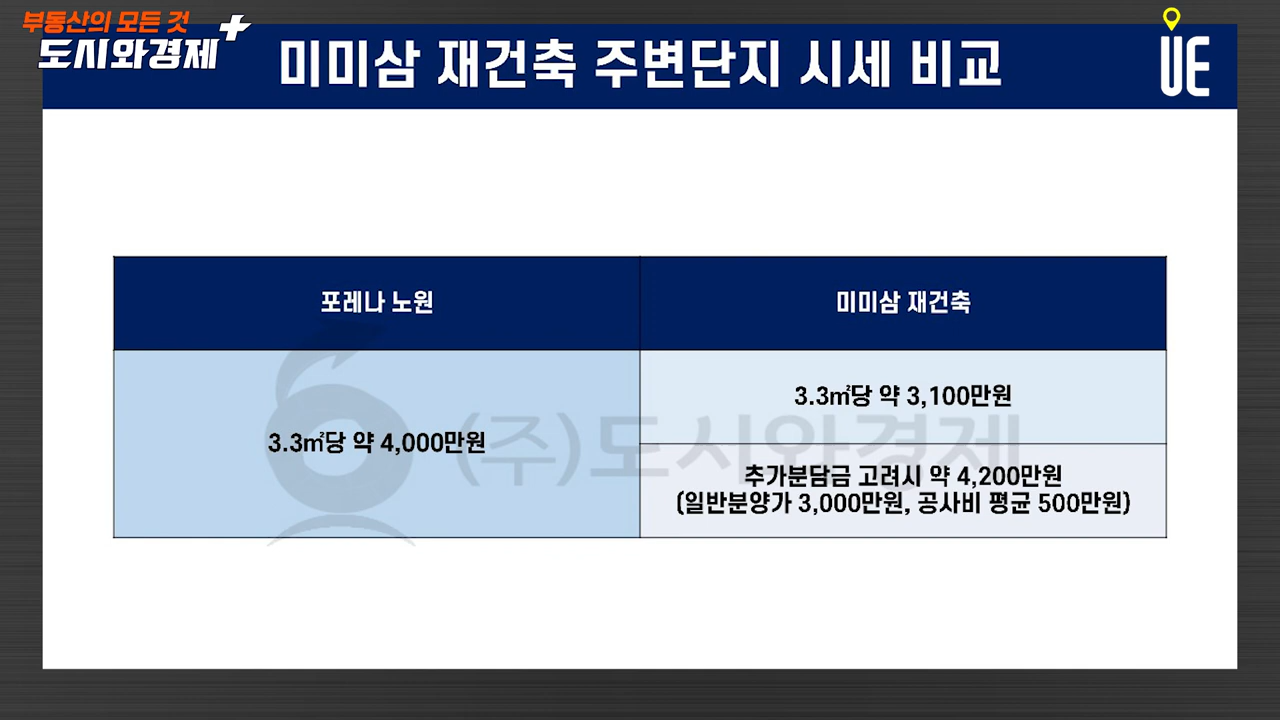 부동산의 모든 것
도시와경제
미미삼 재건축 주변단지 시세 비교
UE
포레나 노원
미미삼 재건축
3.3㎡당 약 4,000만원
3.3㎡당 약 3,100만원
추가분담금 고려시 약 4,200만원
(일반분양가 3,000만원, 공사비 평균 500만원)
(주)도시와경제